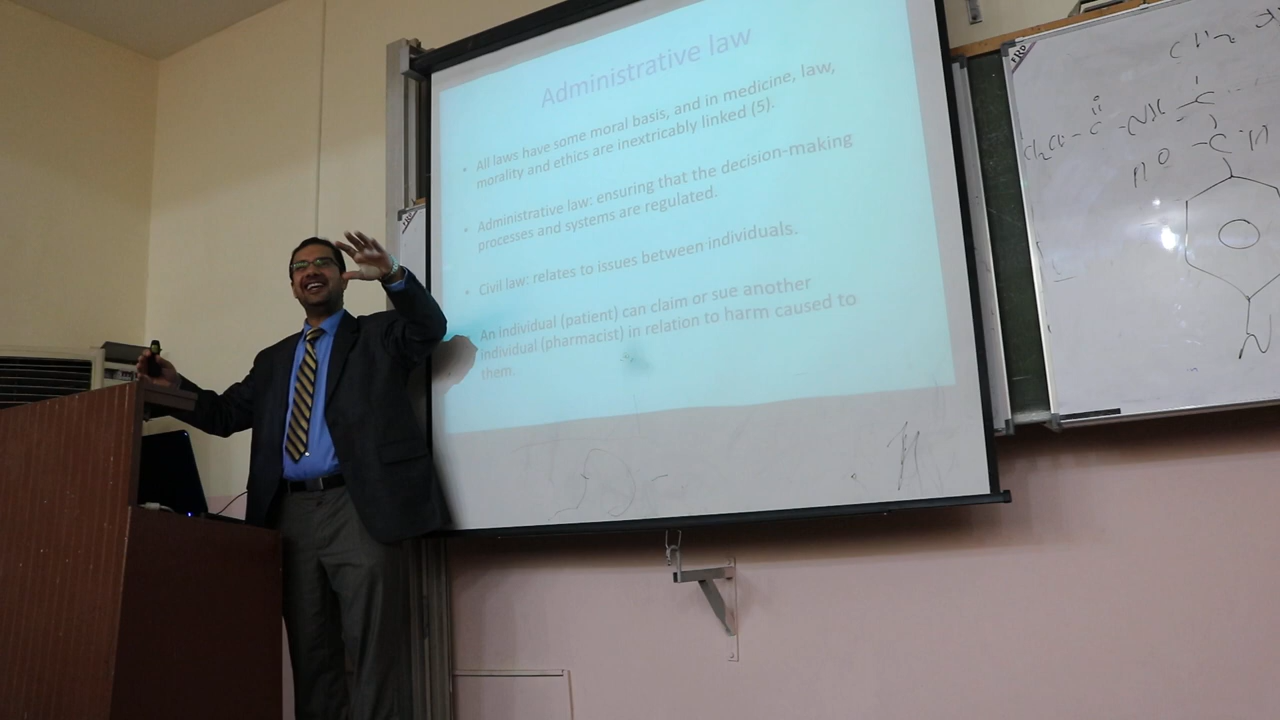 Administrative law
• All laws have some moral basis, and in medicine, law,
morality and ethics are inextricably linked (5).
• Administrative law: ensuring that the decision-making
processes and systems are regulated.
• Civil law: relates to issues between individuals.
An individual (patient) can claim or sue another
individual (pharmacist) in relation to harm caused to
them.
CH2
N